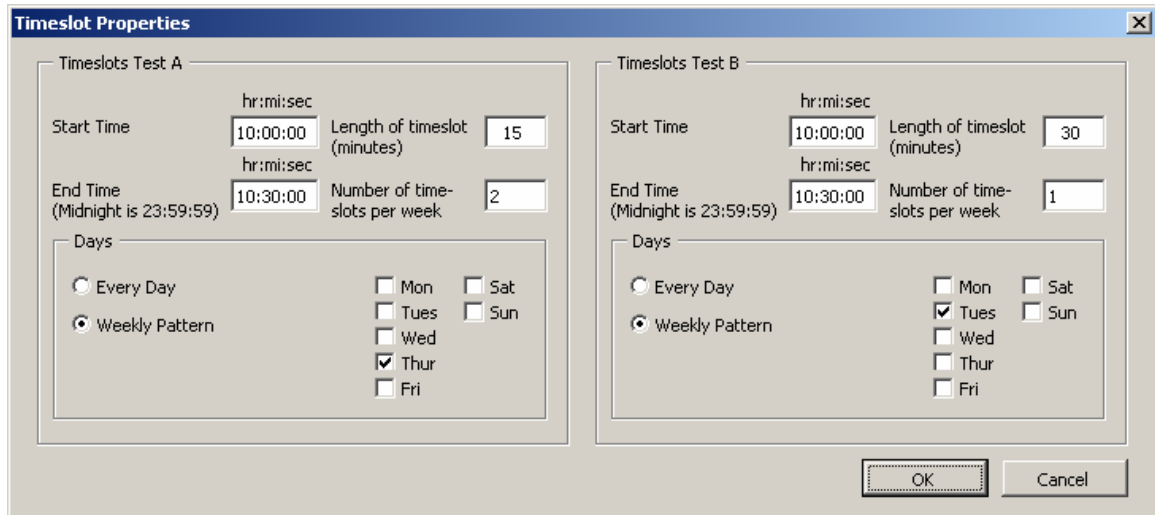 Timeslot Properties
Timeslots Test A
hr:mi:sec
Start Time
10:00:00
Length of timeslot
(minutes)
15
hr:mi:sec
End Time
(Midnight is 23:59:59)
10:30:00
Number of time-
slots per week
2
Days
Every Day
Weekly Pattern
Mon
Tues
Wed
Thur
Fri
Sat
Sun
Timeslots Test B
hr:mi:sec
Start Time
10:00:00
Length of timeslot
(minutes)
30
hr:mi:sec
End Time
(Midnight is 23:59:59)
10:30:00
Number of time-
slots per week
1
Days
Every Day
Weekly Pattern
Mon
Tues
Wed
Thur
Fri
Sat
Sun
OK
Cancel